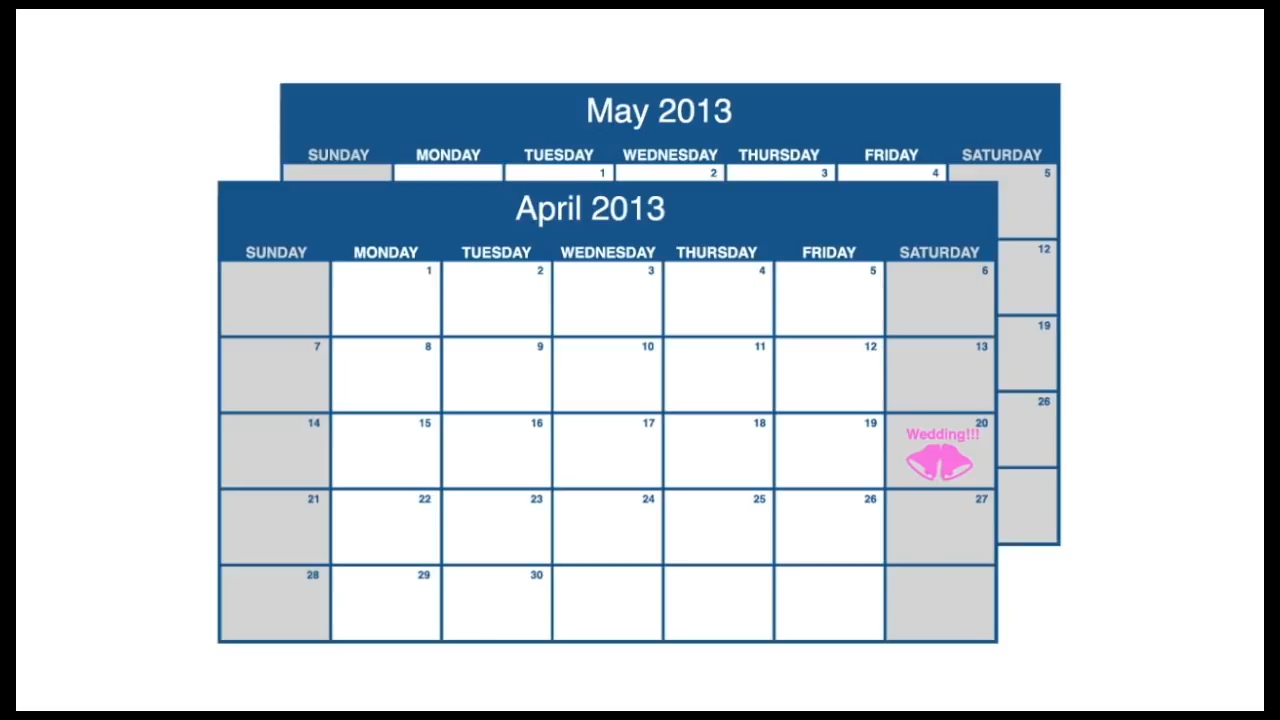 May 2013
SUNDAY MONDAY TUESDAY WEDNESDAY THURSDAY FRIDAY SATURDAY
1 2 3 4 5
12
19
26
April 2013
SUNDAY MONDAY TUESDAY WEDNESDAY THURSDAY FRIDAY SATURDAY
1 2 3 4 5 6
7 8 9 10 11 12 13
14 15 16 17 18 19 20
Wedding!!!
21 22 23 24 25 26 27
28 29 30